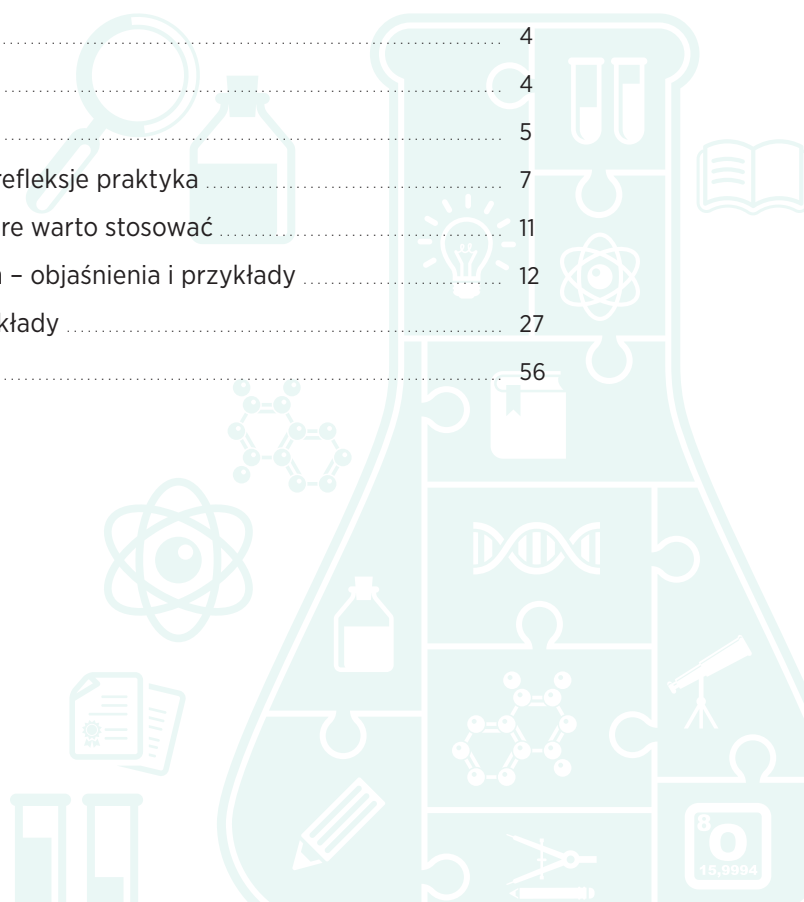 4
4
5
refleksje praktyka 7
re warto stosować 11
– objaśnienia i przykłady 12
kłady 27
56
8
O
15,9994